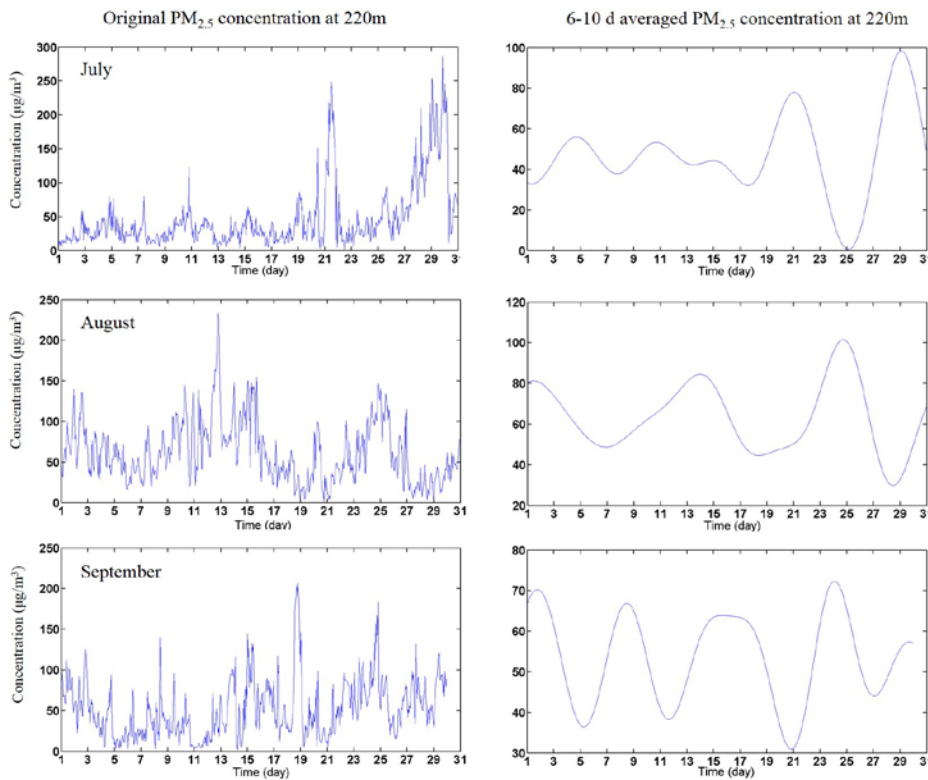 Original PM2.5 concentration at 220m
6-10 d averaged PM2.5 concentration at 220m
Concentration (μg/m³)
300
250
200
150
100
50
0
July
1 3 5 7 9 11 13 15 17 19 21 23 25 27 29 31
Time (day)
100
80
60
40
20
0
1 3 5 7 9 11 13 15 17 19 21 23 25 27 29 31
Time (day)
Concentration (μg/m³)
250
200
150
100
50
0
August
1 3 5 7 9 11 13 15 17 19 21 23 25 27 29 31
Time (day)
120
100
80
60
40
20
1 3 5 7 9 11 13 15 17 19 21 23 25 27 29 31
Time (day)
Concentration (μg/m³)
250
200
150
100
50
0
September
1 3 5 7 9 11 13 15 17 19 21 23 25 27 29 31
Time (day)
80
70
60
50
40
30
1 3 5 7 9 11 13 15 17 19 21 23 25 27 29 31
Time (day)